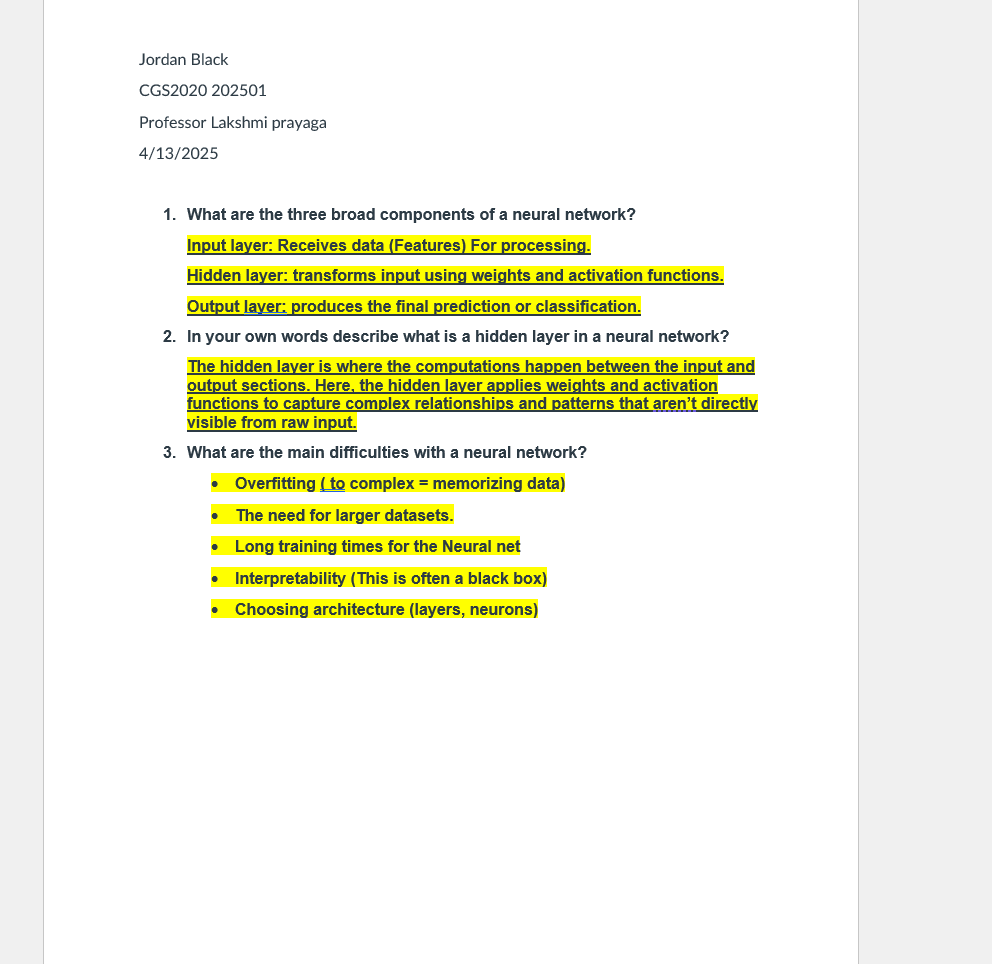 Jordan Black
CGS2020 202501
Professor Lakshmi prayaga
4/13/2025
1. What are the three broad components of a neural network?
Input layer: Receives data (Features) For processing.
Hidden layer: transforms input using weights and activation functions.
Output layer: produces the final prediction or classification.
2. In your own words describe what is a hidden layer in a neural network?
The hidden layer is where the computations happen between the input and
output sections. Here, the hidden layer applies weights and activation
functions to capture complex relationships and patterns that aren’t directly
visible from raw input.
3. What are the main difficulties with a neural network?
• Overfitting ( to complex = memorizing data)
• The need for larger datasets.
• Long training times for the Neural net
• Interpretability (This is often a black box)
• Choosing architecture (layers, neurons)